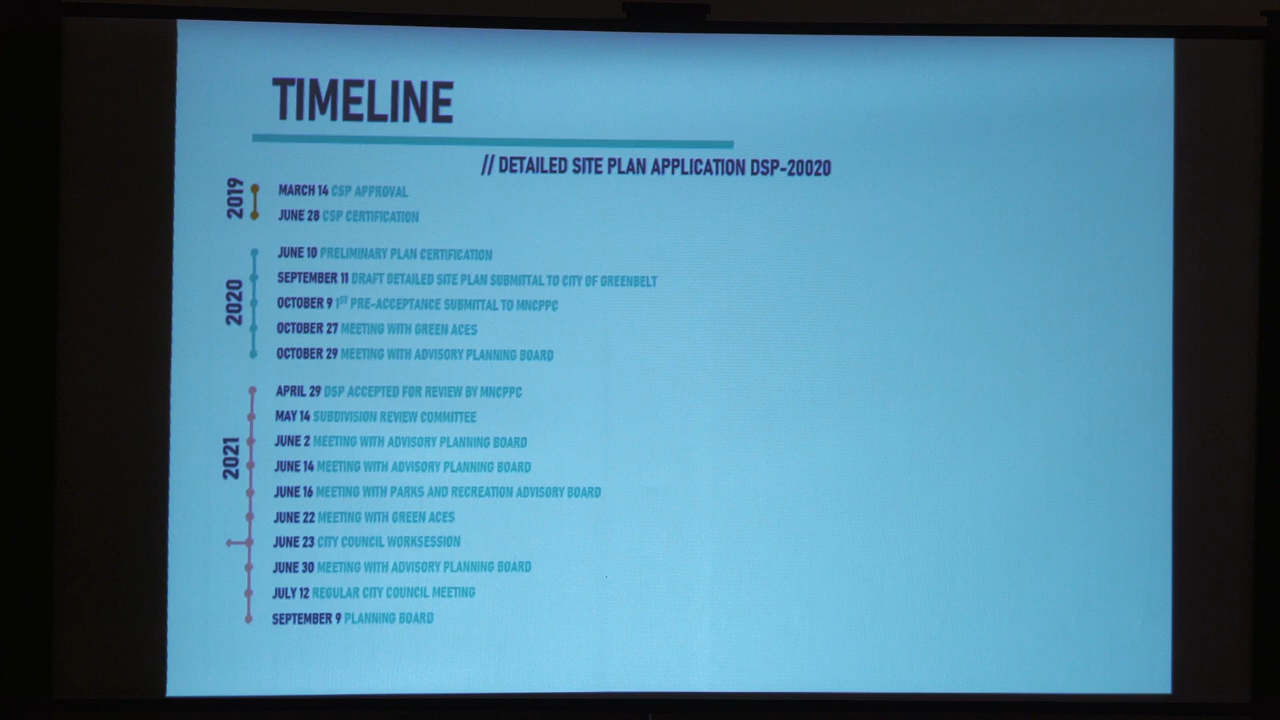 TIMELINE
// DETAILED SITE PLAN APPLICATION DSP-20020
2019
MARCH 14 CSP APPROVAL
JUNE 28 CSP CERTIFICATION
2020
JUNE 10 PRELIMINARY PLAN CERTIFICATION
SEPTEMBER 11 DRAFT DETAILED SITE PLAN SUBMITTAL TO CITY OF GREENBELT
OCTOBER 9 1ST PRE-ACCEPTANCE SUBMITTAL TO MNCPPC
OCTOBER 27 MEETING WITH GREEN ACES
OCTOBER 29 MEETING WITH ADVISORY PLANNING BOARD
2021
APRIL 29 DSP ACCEPTED FOR REVIEW BY MNCPPC
MAY 14 SUBDIVISION REVIEW COMMITTEE
JUNE 2 MEETING WITH ADVISORY PLANNING BOARD
JUNE 14 MEETING WITH ADVISORY PLANNING BOARD
JUNE 16 MEETING WITH PARKS AND RECREATION ADVISORY BOARD
JUNE 22 MEETING WITH GREEN ACES
JUNE 23 CITY COUNCIL WORKSESSION
JUNE 30 MEETING WITH ADVISORY PLANNING BOARD
JULY 12 REGULAR CITY COUNCIL MEETING
SEPTEMBER 9 PLANNING BOARD